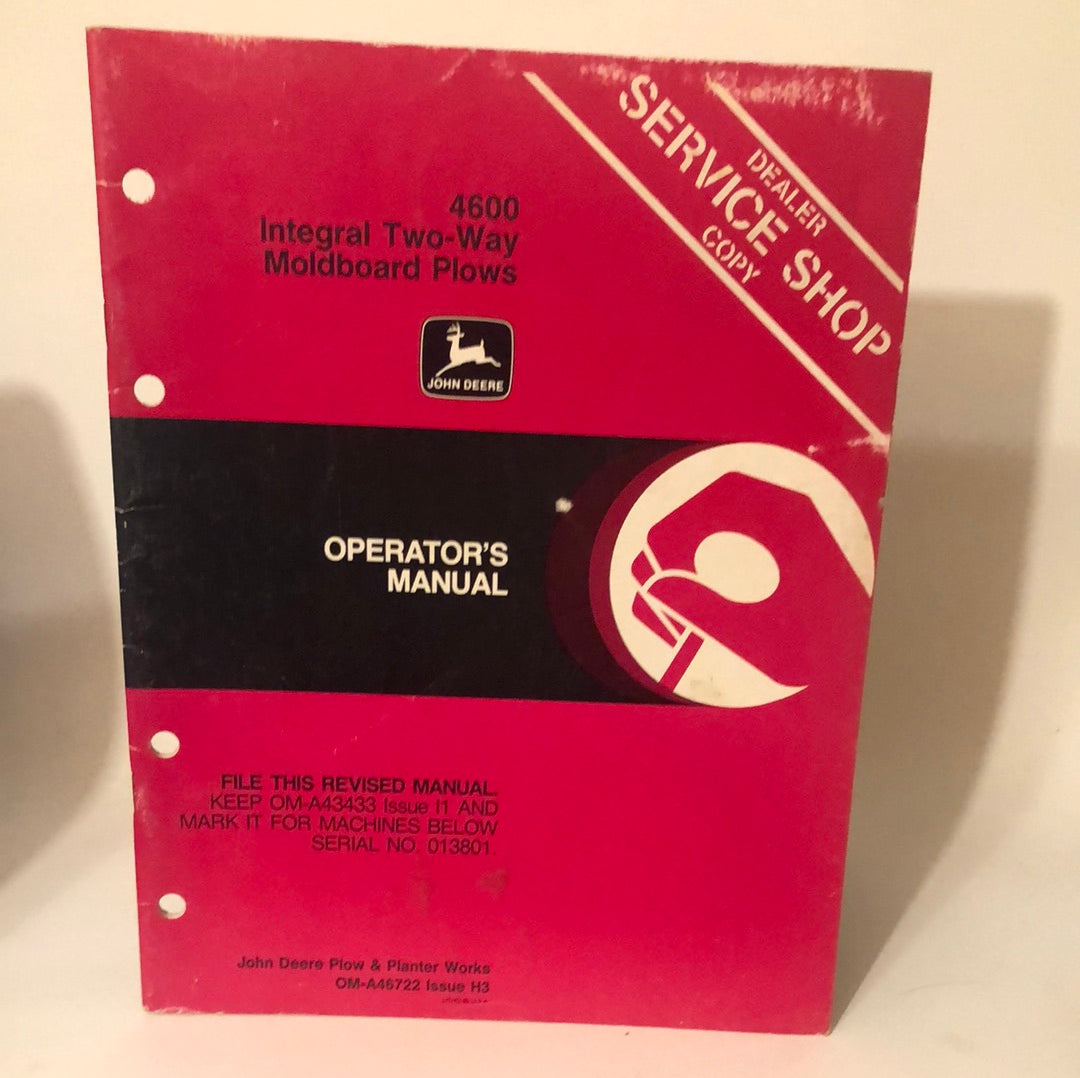 DEALER
SERVICE SHOP
COPY
4600
Integral Two-Way
Moldboard Plows
JOHN DEERE
OPERATOR'S
MANUAL
FILE THIS REVISED MANUAL.
KEEP OM-A43433 Issue I1 AND
MARK IT FOR MACHINES BELOW
SERIAL NO. 013801.
John Deere Plow & Planter Works
OM-A46722 Issue H3